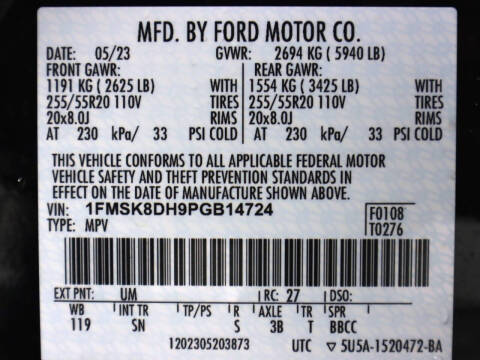 MFD. BY FORD MOTOR CO.
DATE: 05/23 GVWR: 2694 KG ( 5940 LB)
FRONT GAWR: REAR GAWR:
1191 KG ( 2625 LB) WITH 1554 KG ( 3425 LB) WITH
255/55R20 110V TIRES 255/55R20 110V TIRES
20x8.0J RIMS 20x8.0J RIMS
AT 230 kPa/ 33 PSI COLD AT 230 kPa/ 33 PSI COLD
THIS VEHICLE CONFORMS TO ALL APPLICABLE FEDERAL MOTOR
VEHICLE SAFETY AND THEFT PREVENTION STANDARDS IN
EFFECT ON THE DATE OF MANUFACTURE SHOWN ABOVE.
VIN: 1FMSK8DH9PGB14724 F0108
TYPE: MPV T0276
EXT PNT: UM RC: 27 DSO:
WB INT TR TP/PS R AXLE TR SPR
119 SN S 3B T BBCC
1202305203873 UTC ▽ 5U5A-1520472-BA